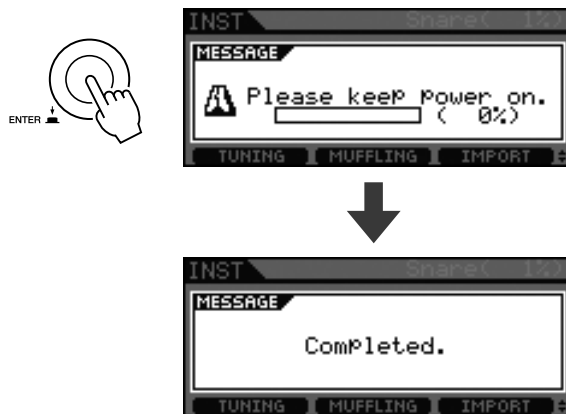 ENTER
INST Snare( 1%)
MESSAGE
Please keep power on.
( 0%)
TUNING MUFFLING IMPORT
INST Snare( 1%)
MESSAGE
Completed.
TUNING MUFFLING IMPORT